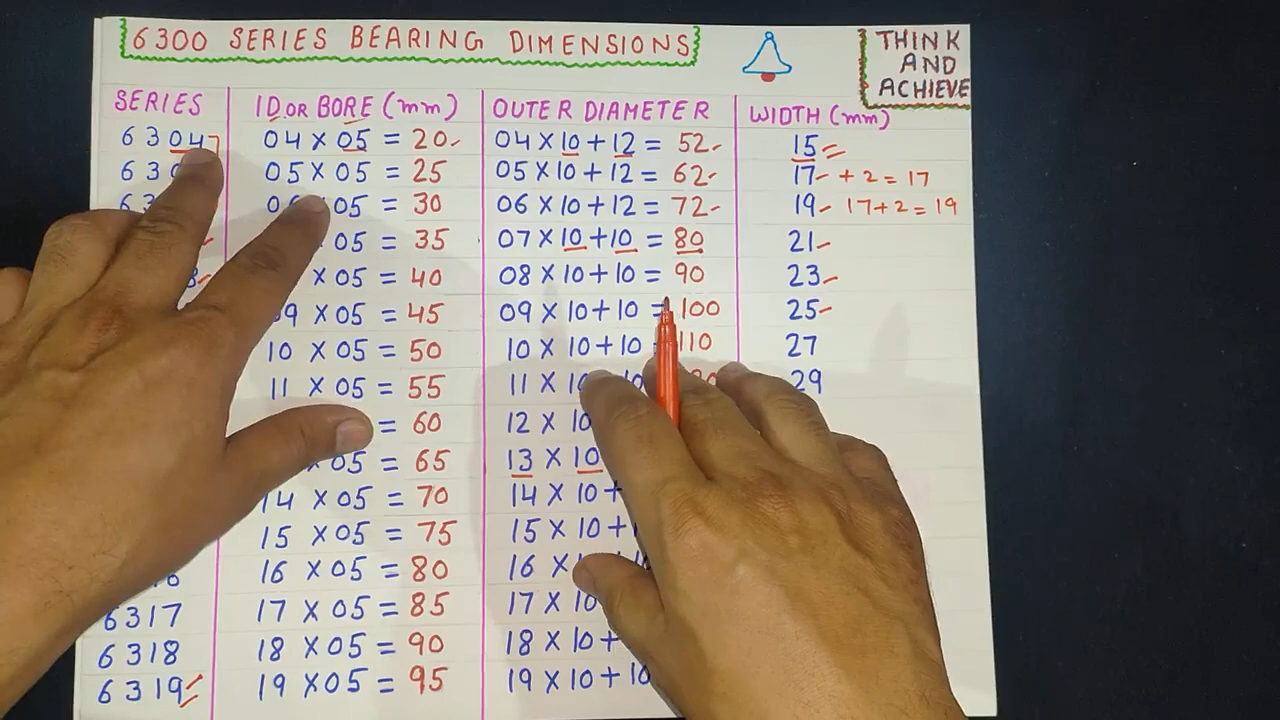 6300 SERIES BEARING DIMENSIONS
THINK
AND
ACHIEVE
SERIES ID OR BORE (mm) OUTER DIAMETER WIDTH (mm)
6304 04 × 05 = 20 04 × 10 + 12 = 52 15
630 05 × 05 = 25 05 × 10 + 12 = 62 17 + 2 = 17
63 05 = 30 06 × 10 + 12 = 72 19 17 + 2 = 19
05 = 35 07 × 10 + 10 = 80 21
× 05 = 40 08 × 10 + 10 = 90 23
09 × 05 = 45 09 × 10 + 10 = 100 25
10 × 05 = 50 10 × 10 + 10 110 27
11 × 05 = 55 11 × 10 29
= 60 12 × 10
× 05 = 65 13 × 10
14 × 05 = 70 14 × 10 +
15 × 05 = 75 15 × 10 +
16 × 05 = 80 16 ×
6317 17 × 05 = 85 17 × 10
6318 18 × 05 = 90 18 × 10 +
6319 19 × 05 = 95 19 × 10 + 10